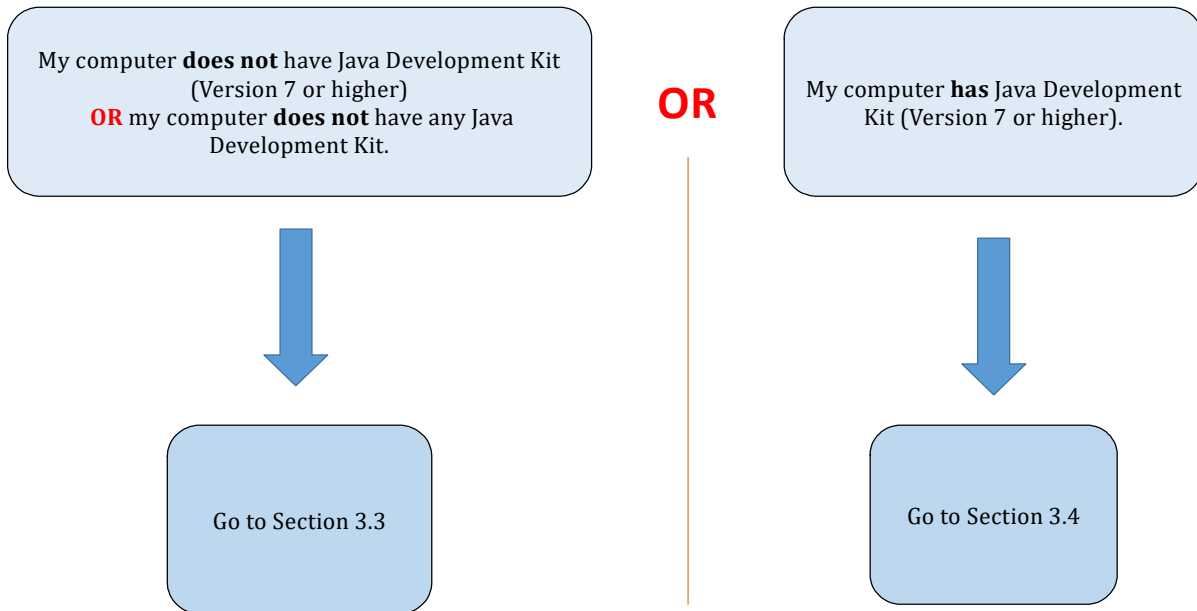 My computer does not have Java Development Kit
(Version 7 or higher)
OR my computer does not have any Java
Development Kit.
OR
My computer has Java Development
Kit (Version 7 or higher).
Go to Section 3.3
Go to Section 3.4